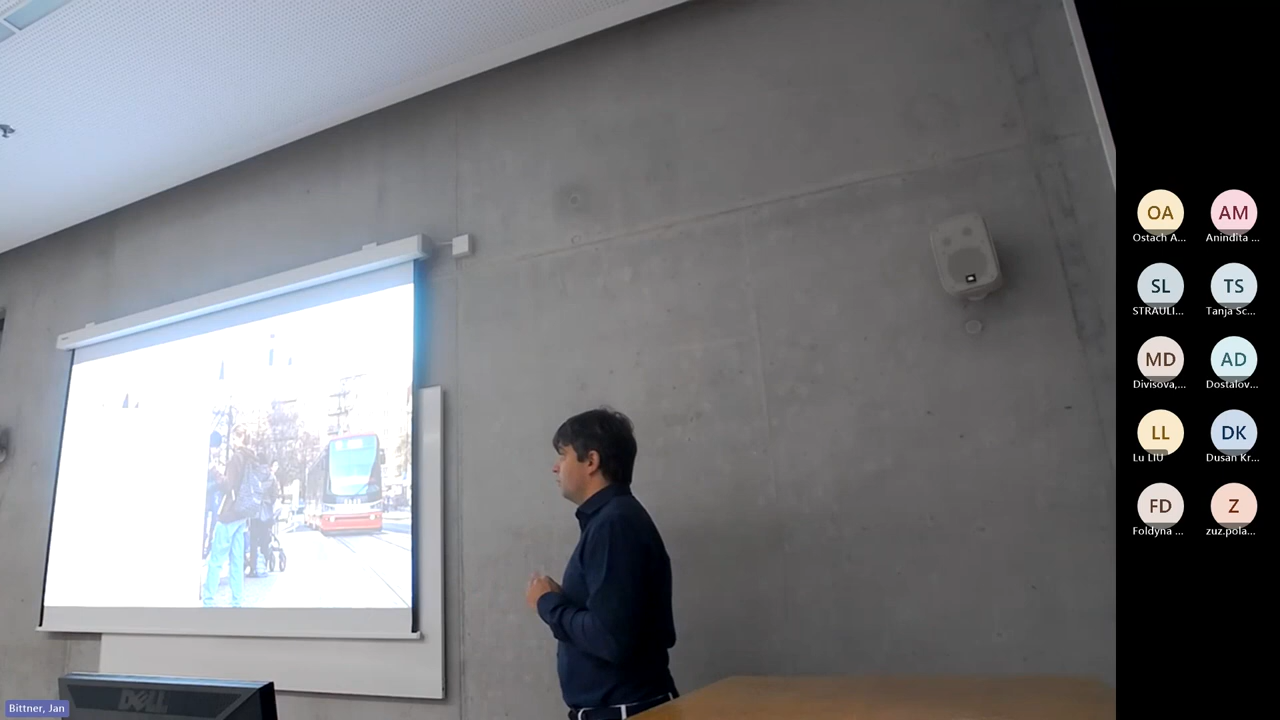 OA
AM
Ostach A...
Anindita ...
SL
TS
STRAULI...
Tanja Sc...
MD
AD
Divisova,...
Dostalov...
LL
DK
Lu LIU
Dusan Kr...
FD
Z
Foldyna ...
zuz.pola...
DELL
Bittner, Jan